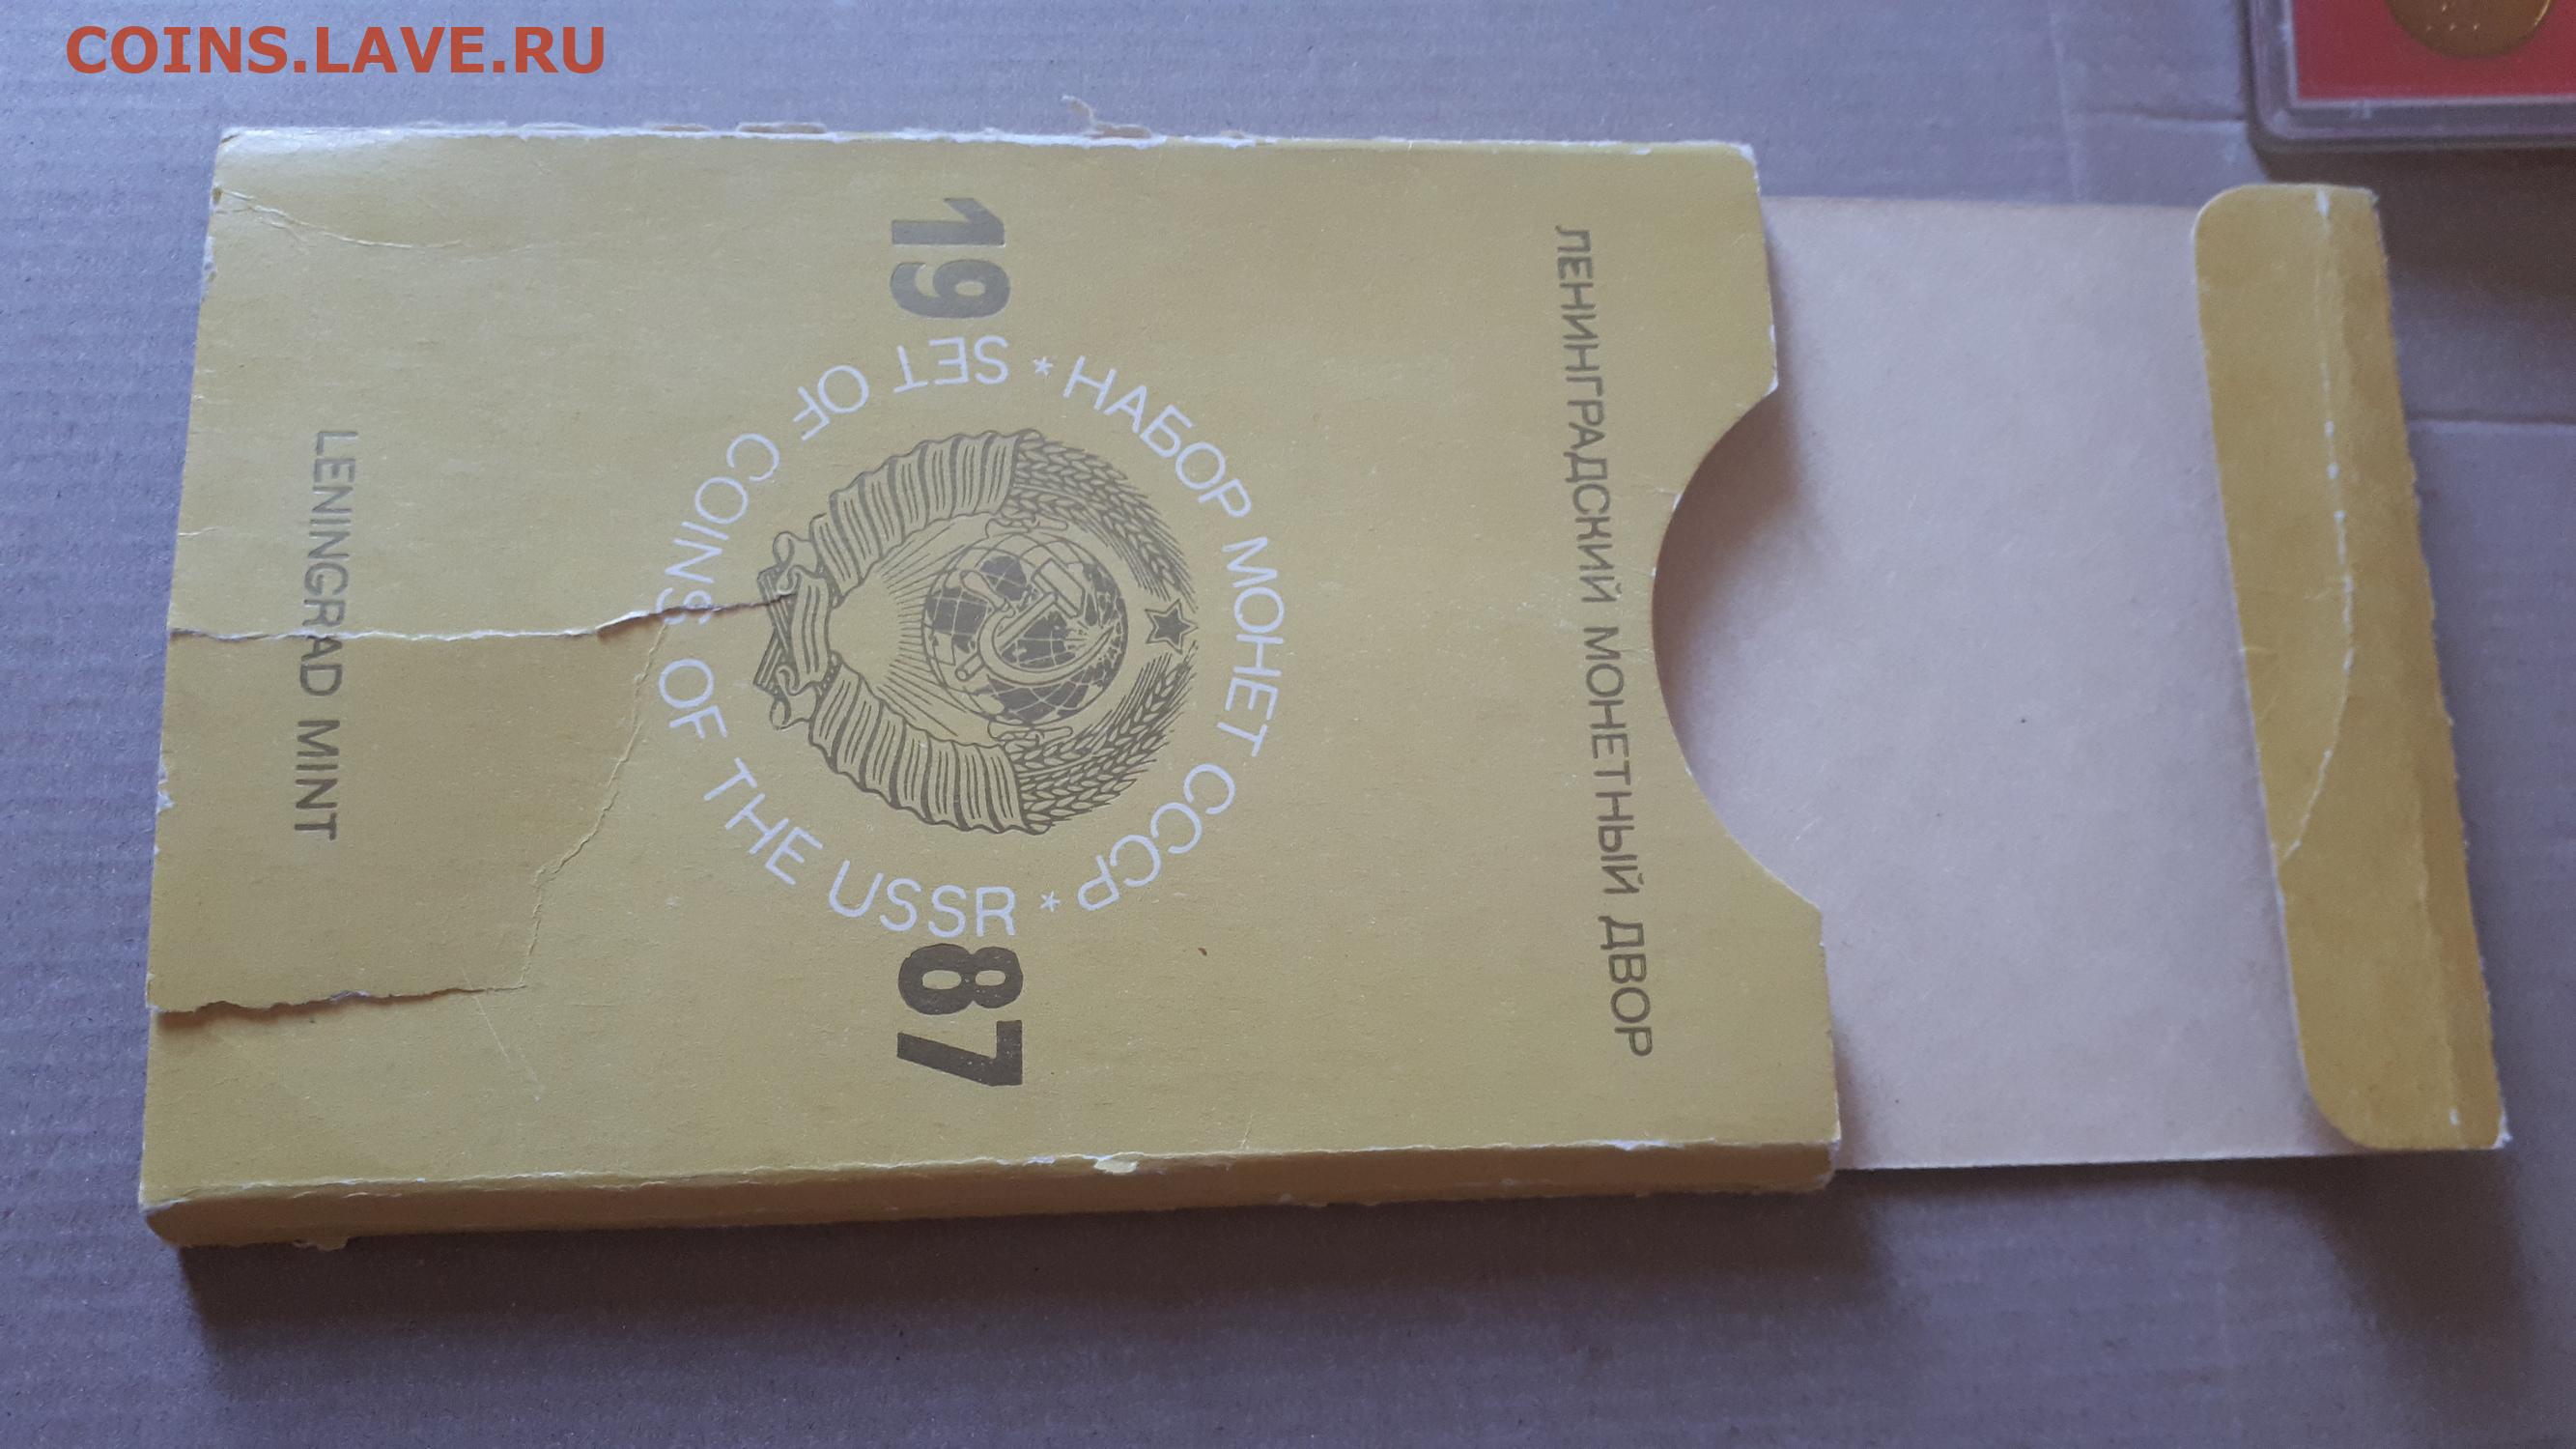 COINS.LAVE.RU
ЛЕНИНГРАДСКИЙ МОНЕТНЫЙ ДВОР
* НАБОР МОНЕТ СССР *
19
87
SET OF COINS OF THE USSR
LENINGRAD MINT